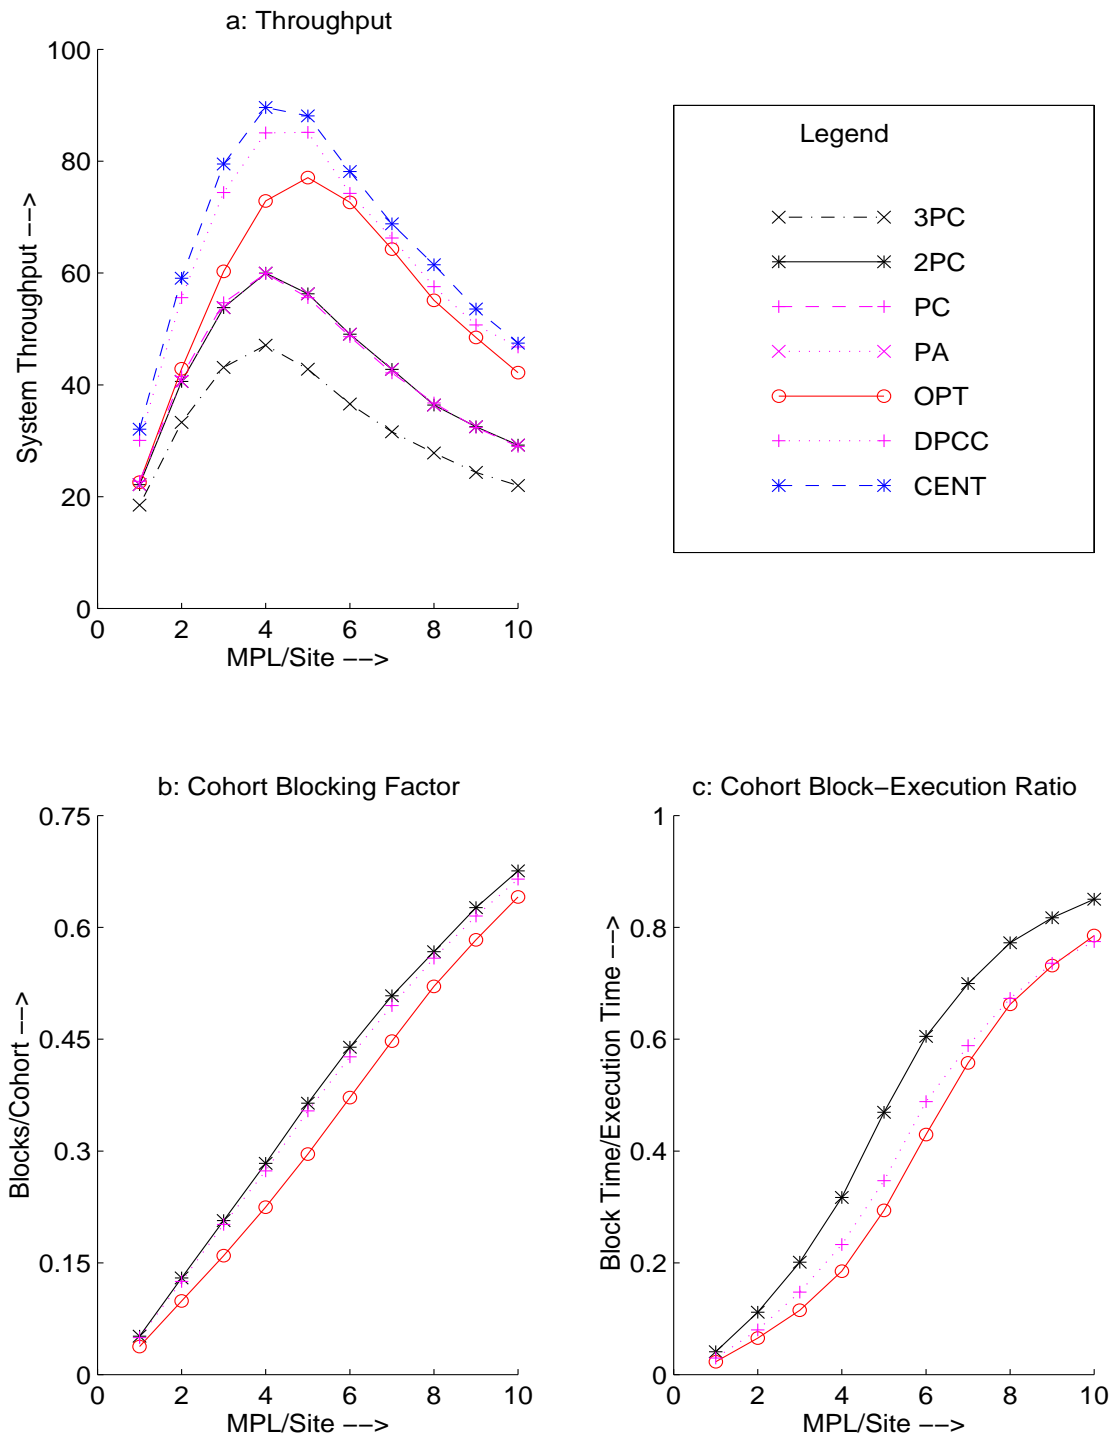 a: Throughput
100
80
60
40
20
0
System Throughput -->
0 2 4 6 8 10
MPL/Site -->
Legend
3PC
2PC
PC
PA
OPT
DPCC
CENT
b: Cohort Blocking Factor
0.75
0.6
0.45
0.3
0.15
0
Blocks/Cohort -->
0 2 4 6 8 10
MPL/Site -->
c: Cohort Block-Execution Ratio
1
0.8
0.6
0.4
0.2
0
Block Time/Execution Time -->
0 2 4 6 8 10
MPL/Site -->